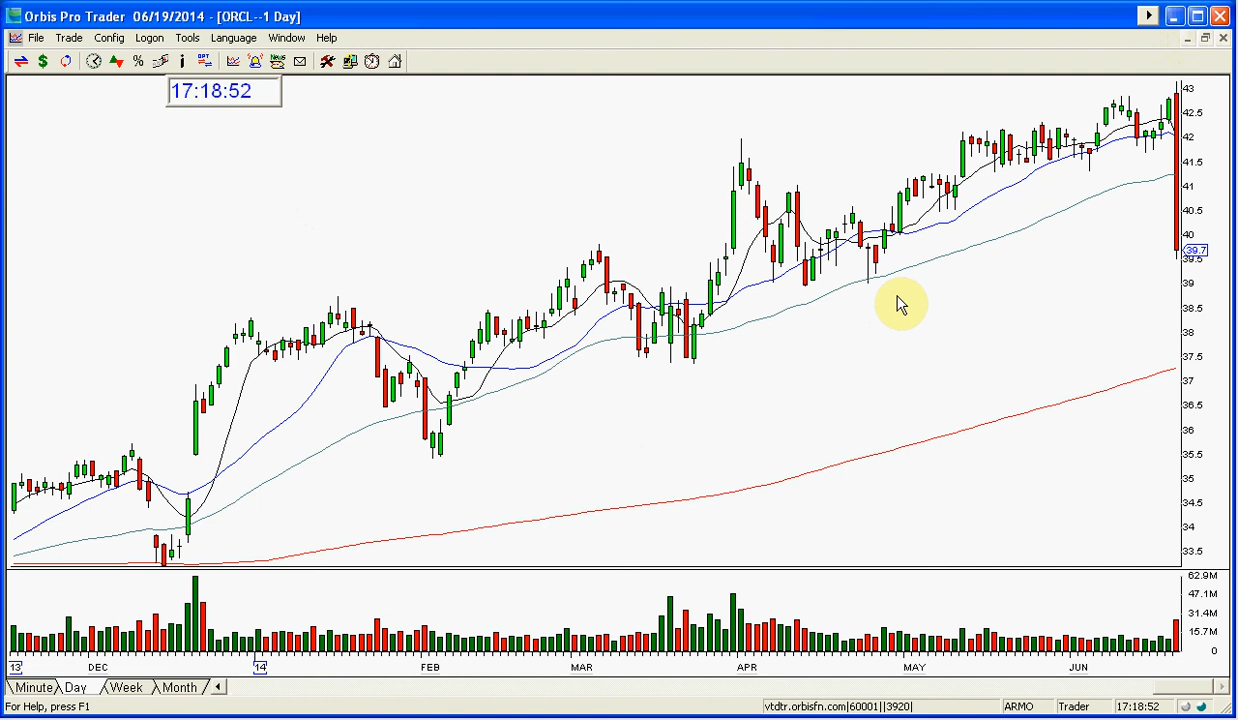 Orbis Pro Trader 06/19/2014 - [ORCL--1 Day]
File Trade Config Logon Tools Language Window Help
$ % i OPT News
17:18:52
43
42.5
42
41.5
41
40.5
40
39.7
39.5
39
38.5
38
37.5
37
36.5
36
35.5
35
34.5
34
33.5
62.9M
47.1M
31.4M
15.7M
0
13 DEC 14 FEB MAR APR MAY JUN
Minute Day Week Month
For Help, press F1 vtdtr.orbisfn.com|60001||3920| ARMO Trader 17:18:52